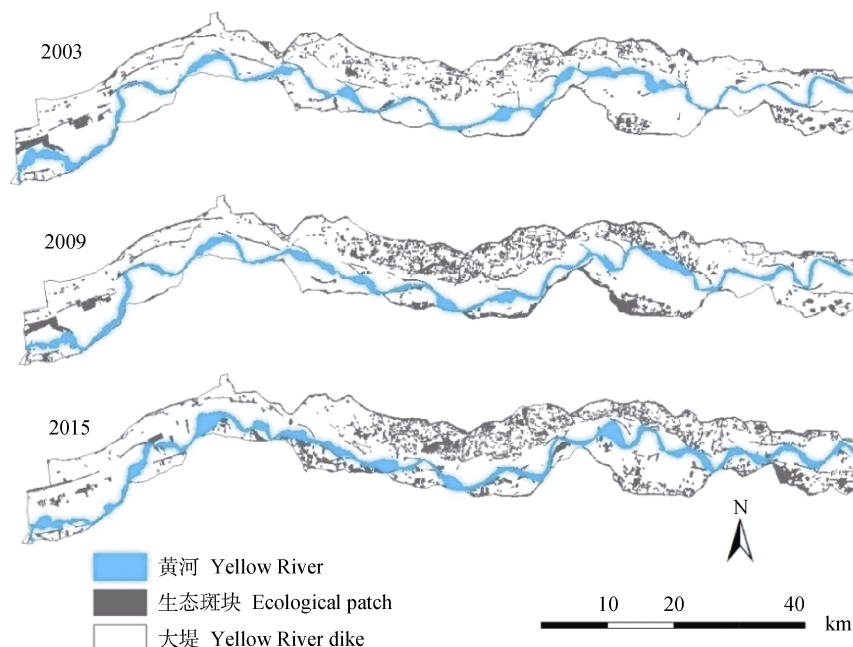 2003
2009
2015
N
黄河 Yellow River
生态斑块 Ecological patch
大堤 Yellow River dike
10 20 40
km